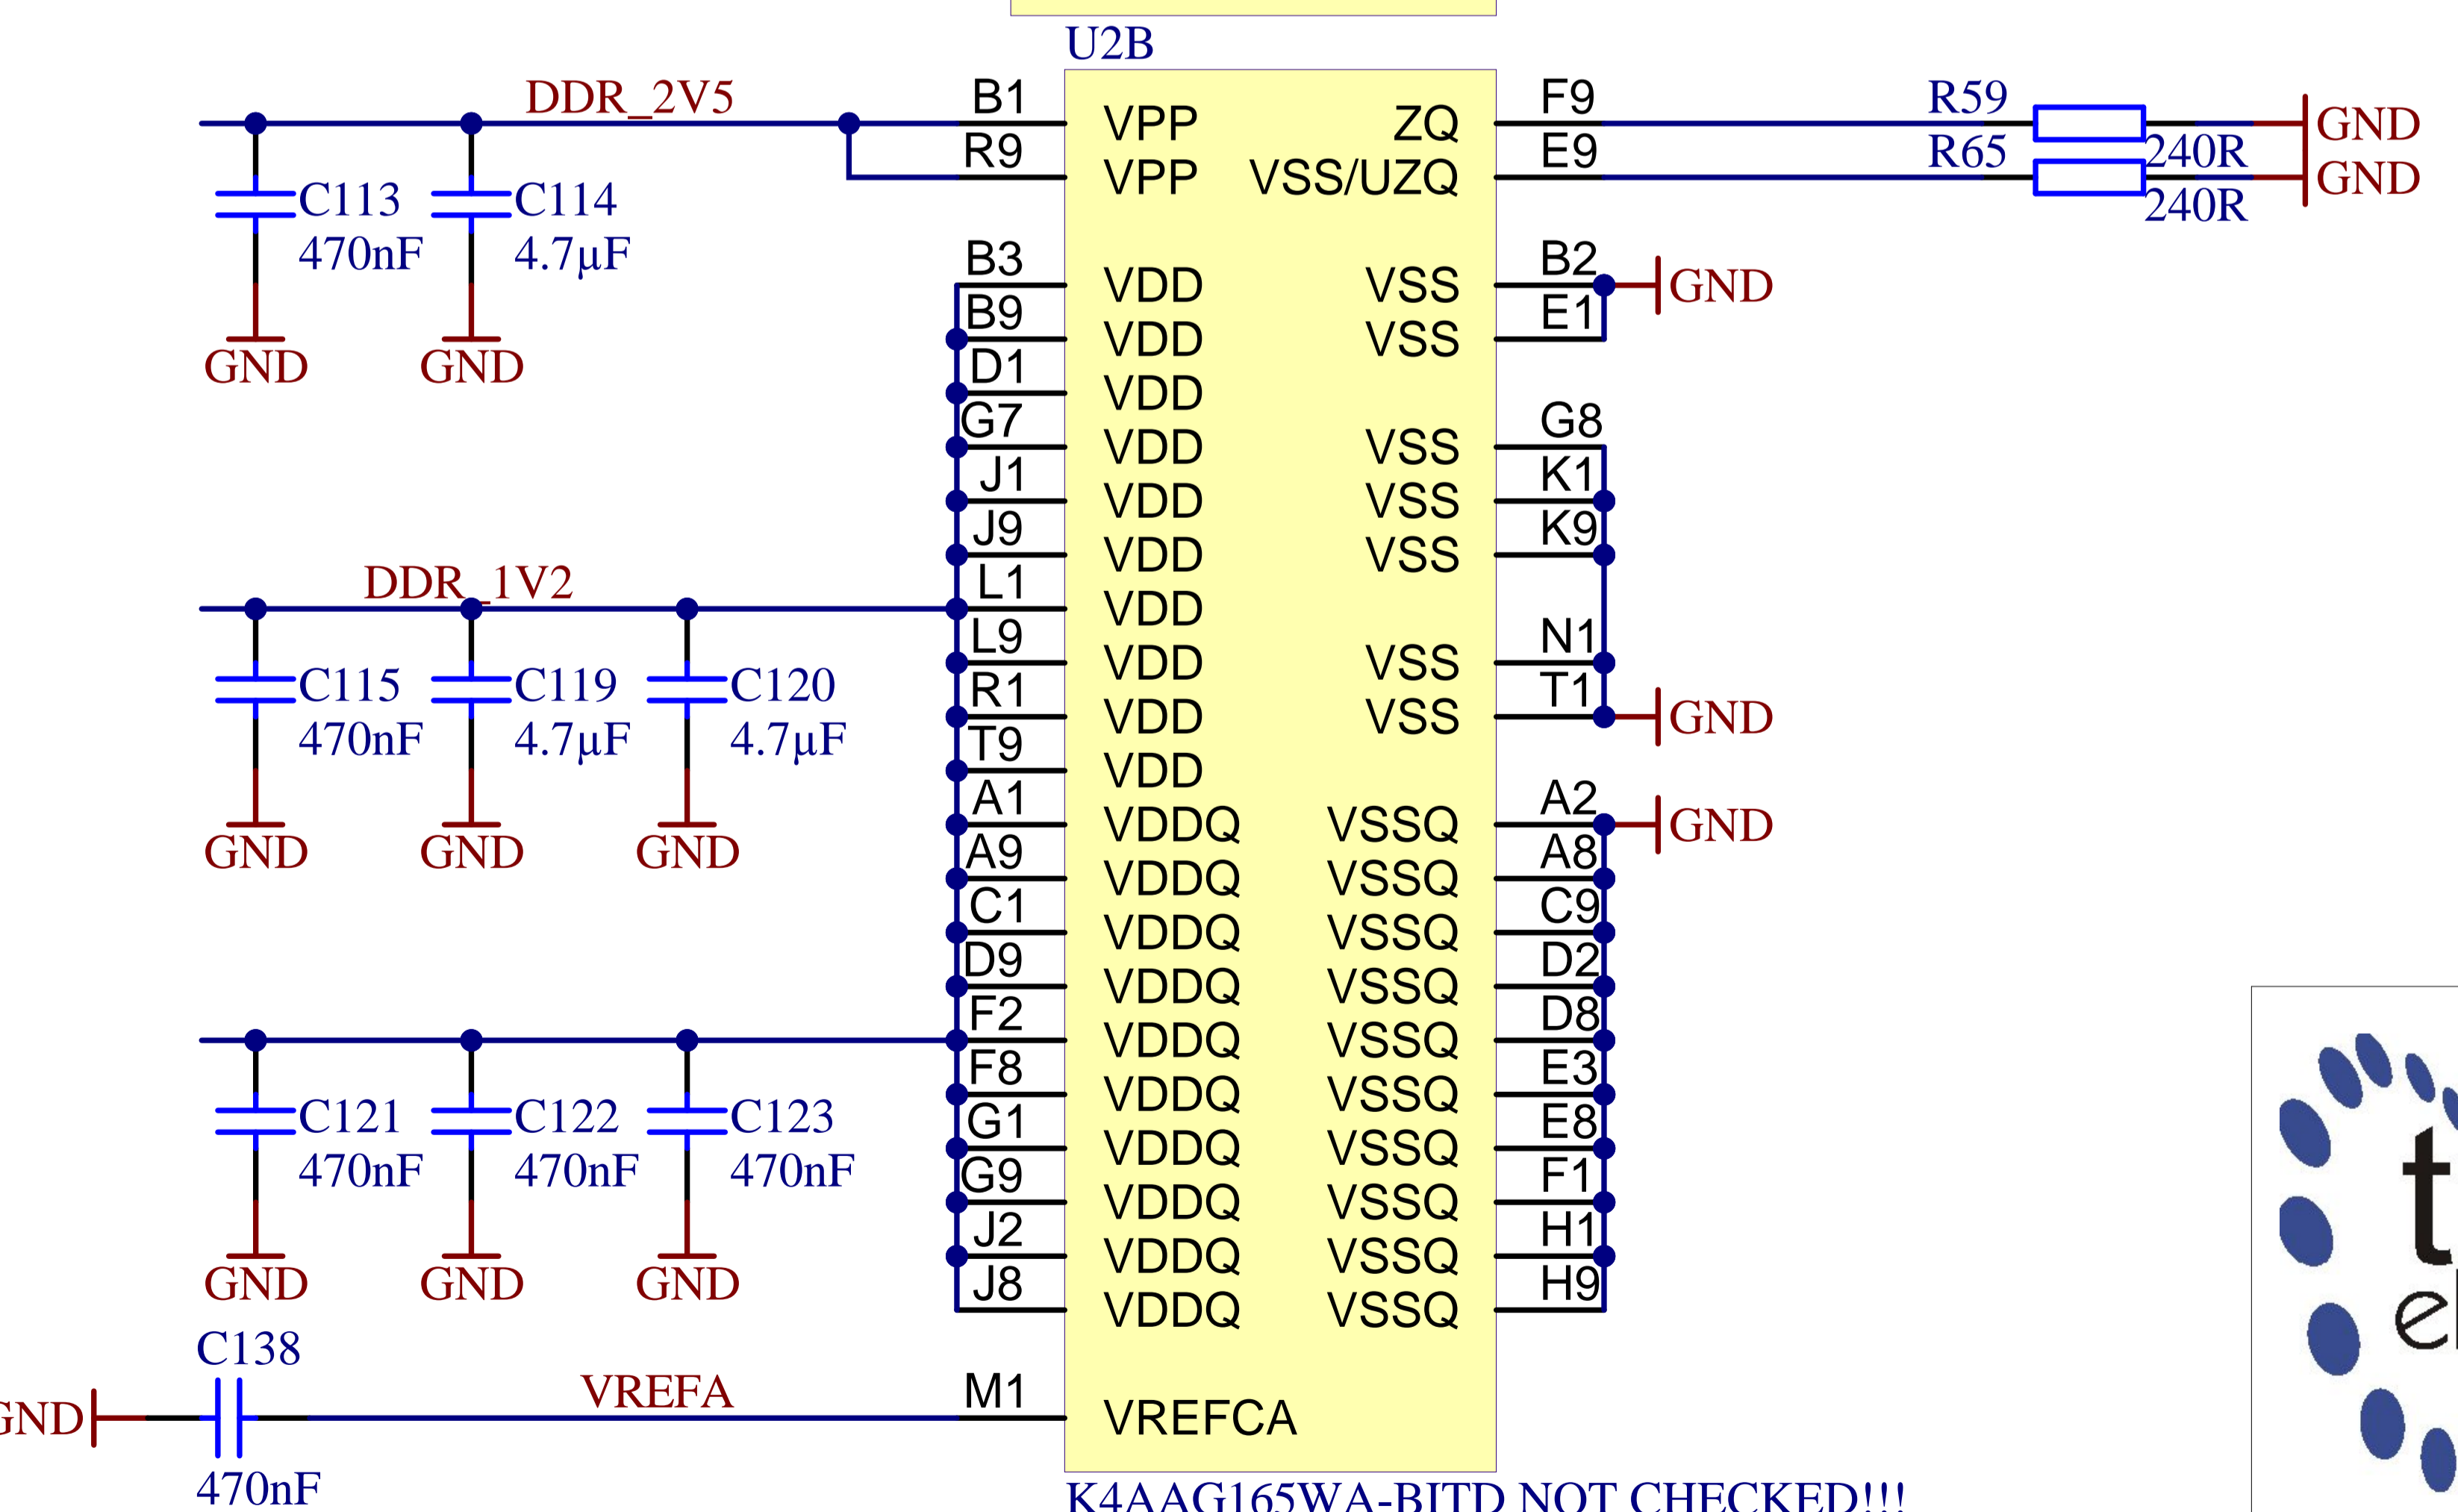 U2B
DDR_2V5
B1 VPP ZQ F9 R59 240R GND
R9 VPP VSS/UZQ E9 R65 240R GND
C113 C114
470nF 4.7µF
GND GND
B3 VDD VSS B2 GND
B9 VDD VSS E1
D1 VDD
G7 VDD VSS G8
J1 VDD VSS K1
J9 VDD VSS K9
DDR_1V2
L1 VDD
L9 VDD VSS N1
R1 VDD VSS T1 GND
T9 VDD
C115 C119 C120
470nF 4.7µF 4.7µF
GND GND GND
A1 VDDQ VSSQ A2 GND
A9 VDDQ VSSQ A8
C1 VDDQ VSSQ C9
D9 VDDQ VSSQ D2
F2 VDDQ VSSQ D8
F8 VDDQ VSSQ E3
G1 VDDQ VSSQ E8
G9 VDDQ VSSQ F1
J2 VDDQ VSSQ H1
J8 VDDQ VSSQ H9
C121 C122 C123
470nF 470nF 470nF
GND GND GND
C138
GND VREFA M1 VREFCA
470nF
K4AAG165WA-BITD NOT CHECKED!!!